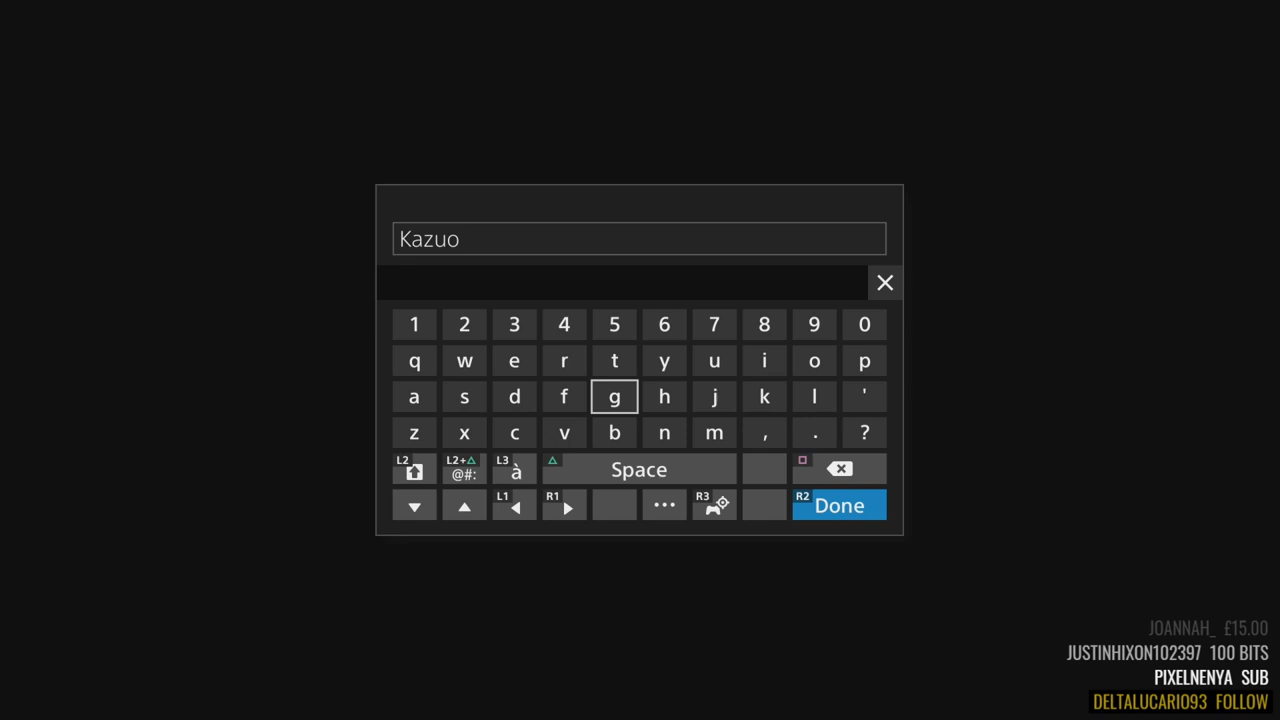 Kazuo
1 2 3 4 5 6 7 8 9 0
q w e r t y u i o p
a s d f g h j k l '
z x c v b n m , . ?
L2 L2+△ @#: L3 à △ Space
L1 R1 ... R3 R2 Done
JOANNAH_ £15.00
JUSTINHIXON102397 100 BITS
PIXELNENYA SUB
DELTALUCARIO93 FOLLOW